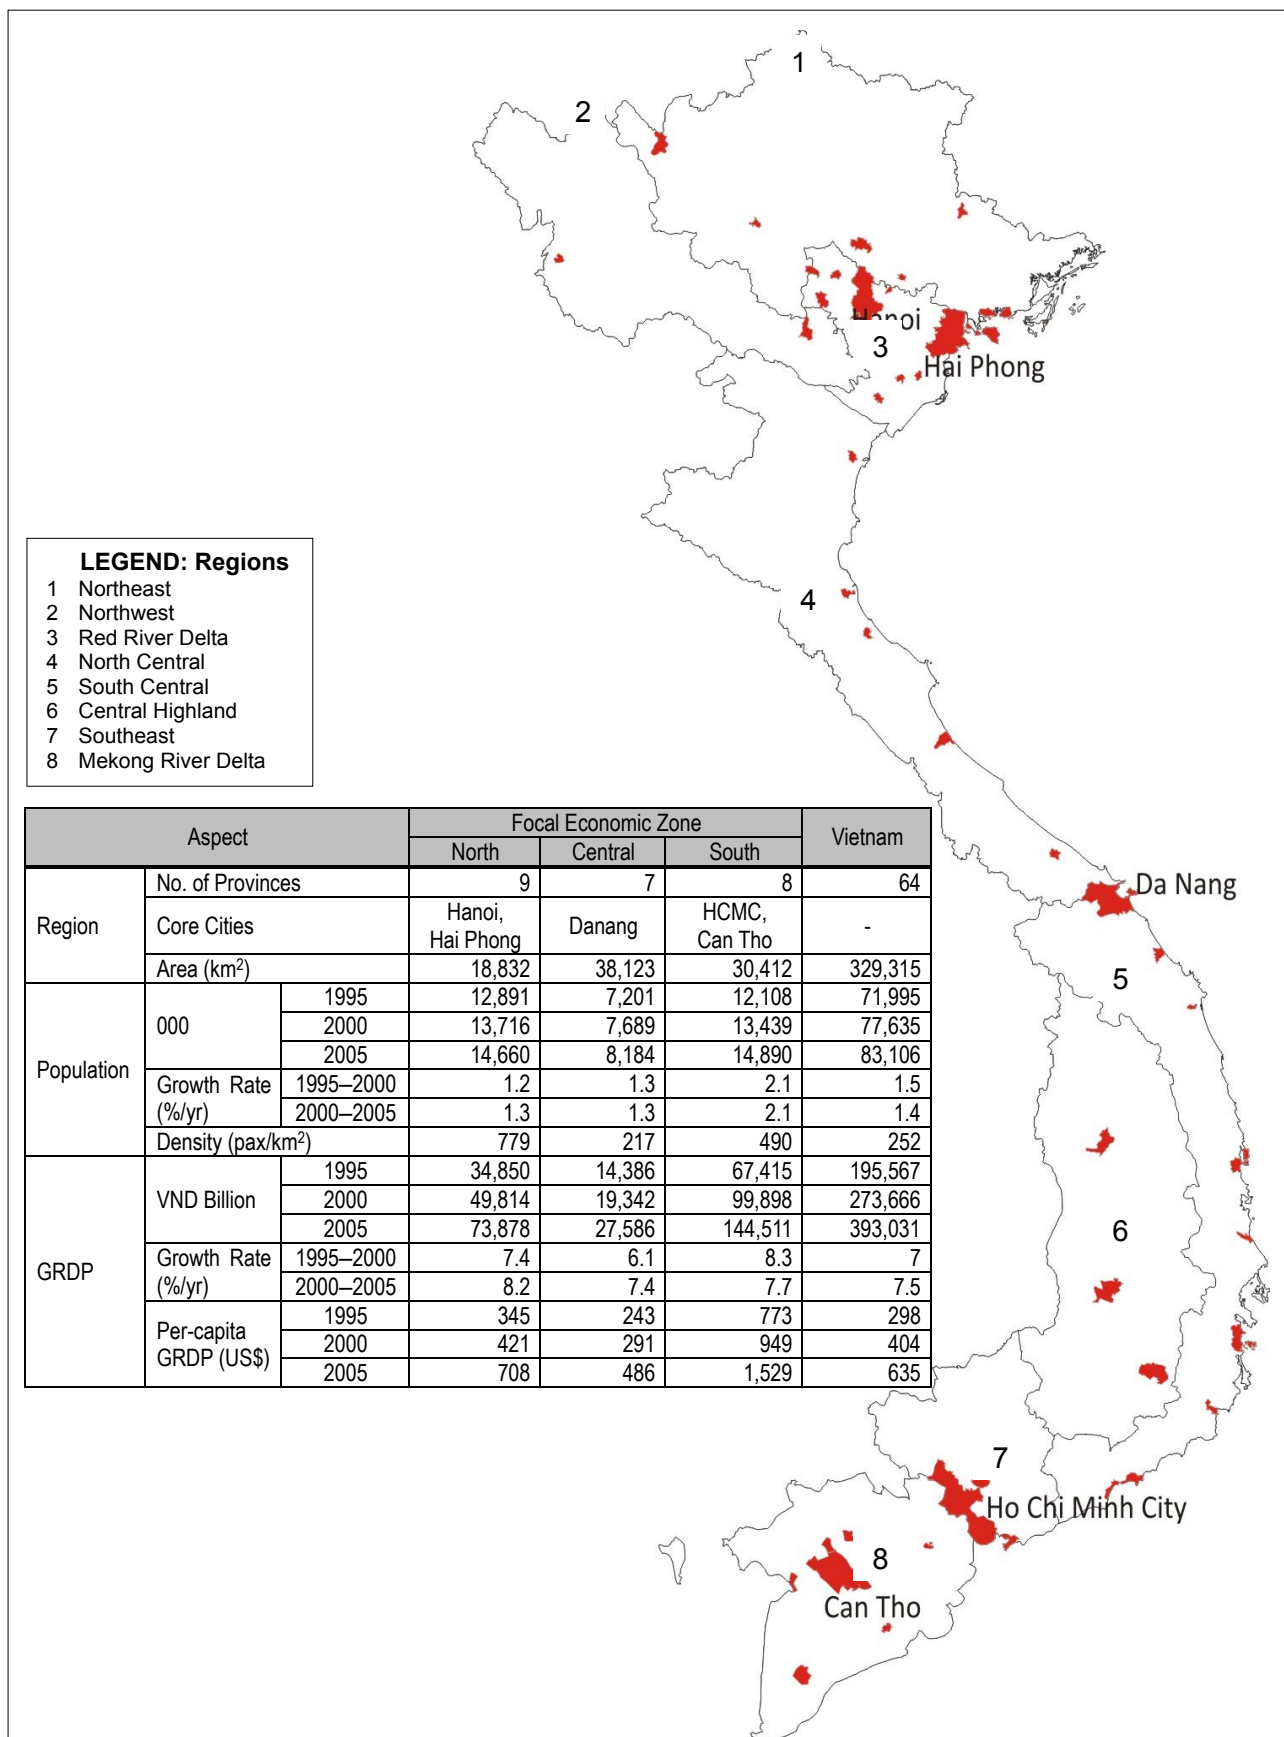 1
2
Hanoi
3
Hai Phong
LEGEND: Regions
1 Northeast
2 Northwest
3 Red River Delta
4 North Central
5 South Central
6 Central Highland
7 Southeast
8 Mekong River Delta
4
Aspect Focal Economic Zone Vietnam
North Central South
Region No. of Provinces 9 7 8 64
Core Cities Hanoi, Hai Phong Danang HCMC, Can Tho -
Area (km²) 18,832 38,123 30,412 329,315
Population 000 1995 12,891 7,201 12,108 71,995
2000 13,716 7,689 13,439 77,635
2005 14,660 8,184 14,890 83,106
Growth Rate (%/yr) 1995–2000 1.2 1.3 2.1 1.5
2000–2005 1.3 1.3 2.1 1.4
Density (pax/km²) 779 217 490 252
GRDP VND Billion 1995 34,850 14,386 67,415 195,567
2000 49,814 19,342 99,898 273,666
2005 73,878 27,586 144,511 393,031
Growth Rate (%/yr) 1995–2000 7.4 6.1 8.3 7
2000–2005 8.2 7.4 7.7 7.5
Per-capita GRDP (US$) 1995 345 243 773 298
2000 421 291 949 404
2005 708 486 1,529 635
Da Nang
5
6
7
Ho Chi Minh City
8
Can Tho